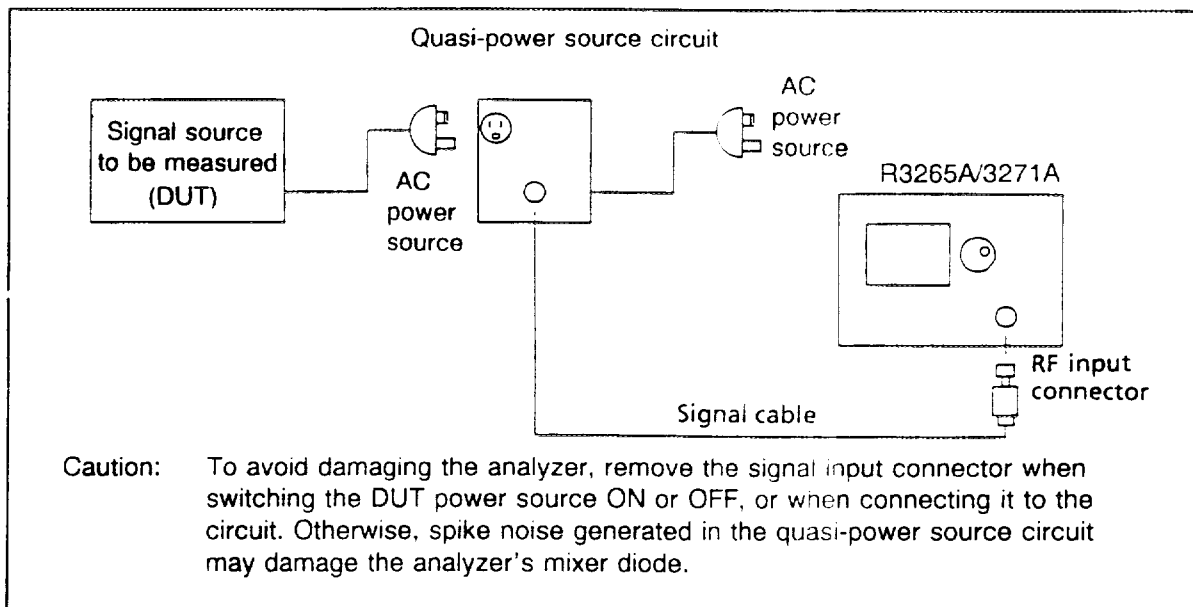 Quasi-power source circuit
Signal source
to be measured
(DUT)
AC
power
source
AC
power
source
R3265A/3271A
RF input
connector
Signal cable
Caution: To avoid damaging the analyzer, remove the signal input connector when
switching the DUT power source ON or OFF, or when connecting it to the
circuit. Otherwise, spike noise generated in the quasi-power source circuit
may damage the analyzer's mixer diode.